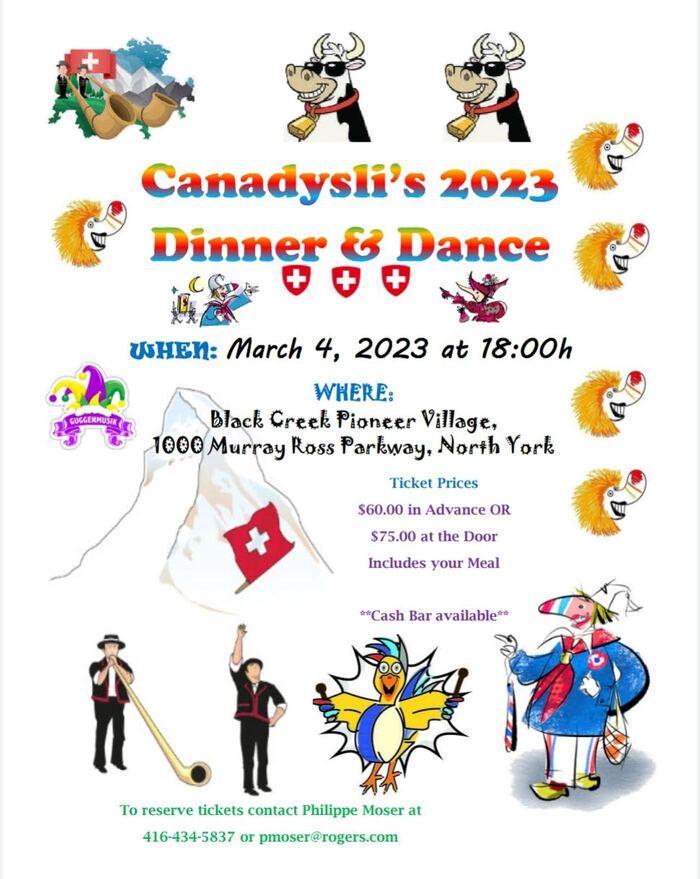 Canadysli's 2023
Dinner & Dance
WHEN: March 4, 2023 at 18:00h
GUGGENMUSIK
WHERE:
Black Creek Pioneer Village,
1000 Murray Ross Parkway, North York
Ticket Prices
$60.00 in Advance OR
$75.00 at the Door
Includes your Meal
**Cash Bar available**
To reserve tickets contact Philippe Moser at
416-434-5837 or pmoser@rogers.com